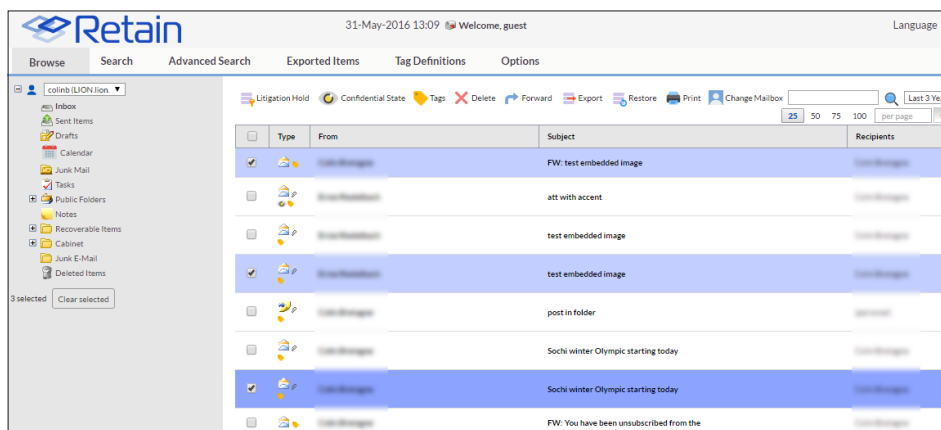 Retain
31-May-2016 13:09 Welcome, guest
Language
Browse Search Advanced Search Exported Items Tag Definitions Options
colinb (LION.lion.
Inbox
Sent Items
Drafts
Calendar
Junk Mail
Tasks
Public Folders
Notes
Recoverable Items
Cabinet
Junk E-Mail
Deleted Items
3 selected Clear selected
Litigation Hold Confidential State Tags Delete Forward Export Restore Print Change Mailbox Last 3 Ye
25 50 75 100 per page
Type From Subject Recipients
FW: test embedded image
att with accent
test embedded image
test embedded image
post in folder
Sochi winter Olympic starting today
Sochi winter Olympic starting today
FW: You have been unsubscribed from the